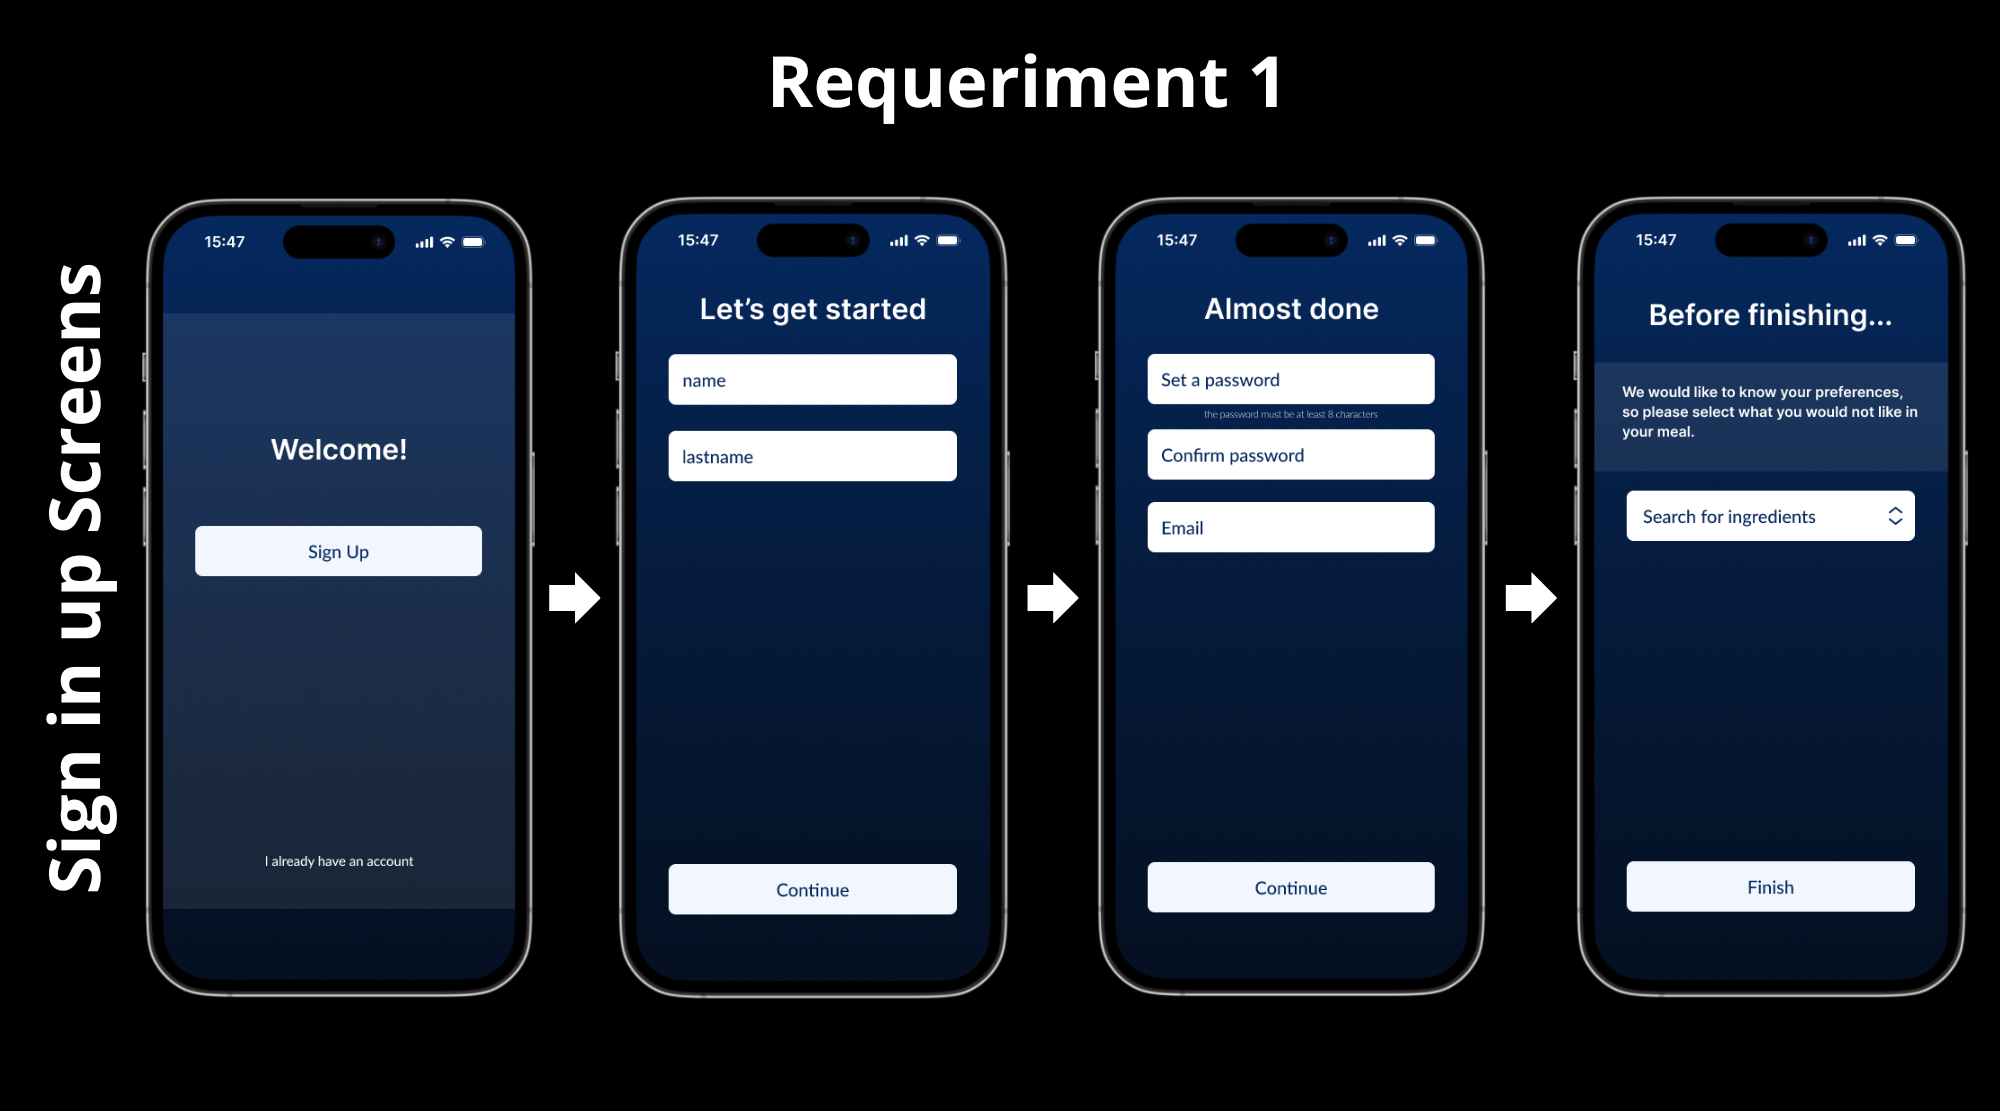 Requeriment 1
Sign in up Screens
15:47
Welcome!
Sign Up
I already have an account
15:47
Let's get started
name
lastname
Continue
15:47
Almost done
Set a password
the password must be at least 8 characters
Confirm password
Email
Continue
15:47
Before finishing...
We would like to know your preferences,
so please select what you would not like in
your meal.
Search for ingredients
Finish